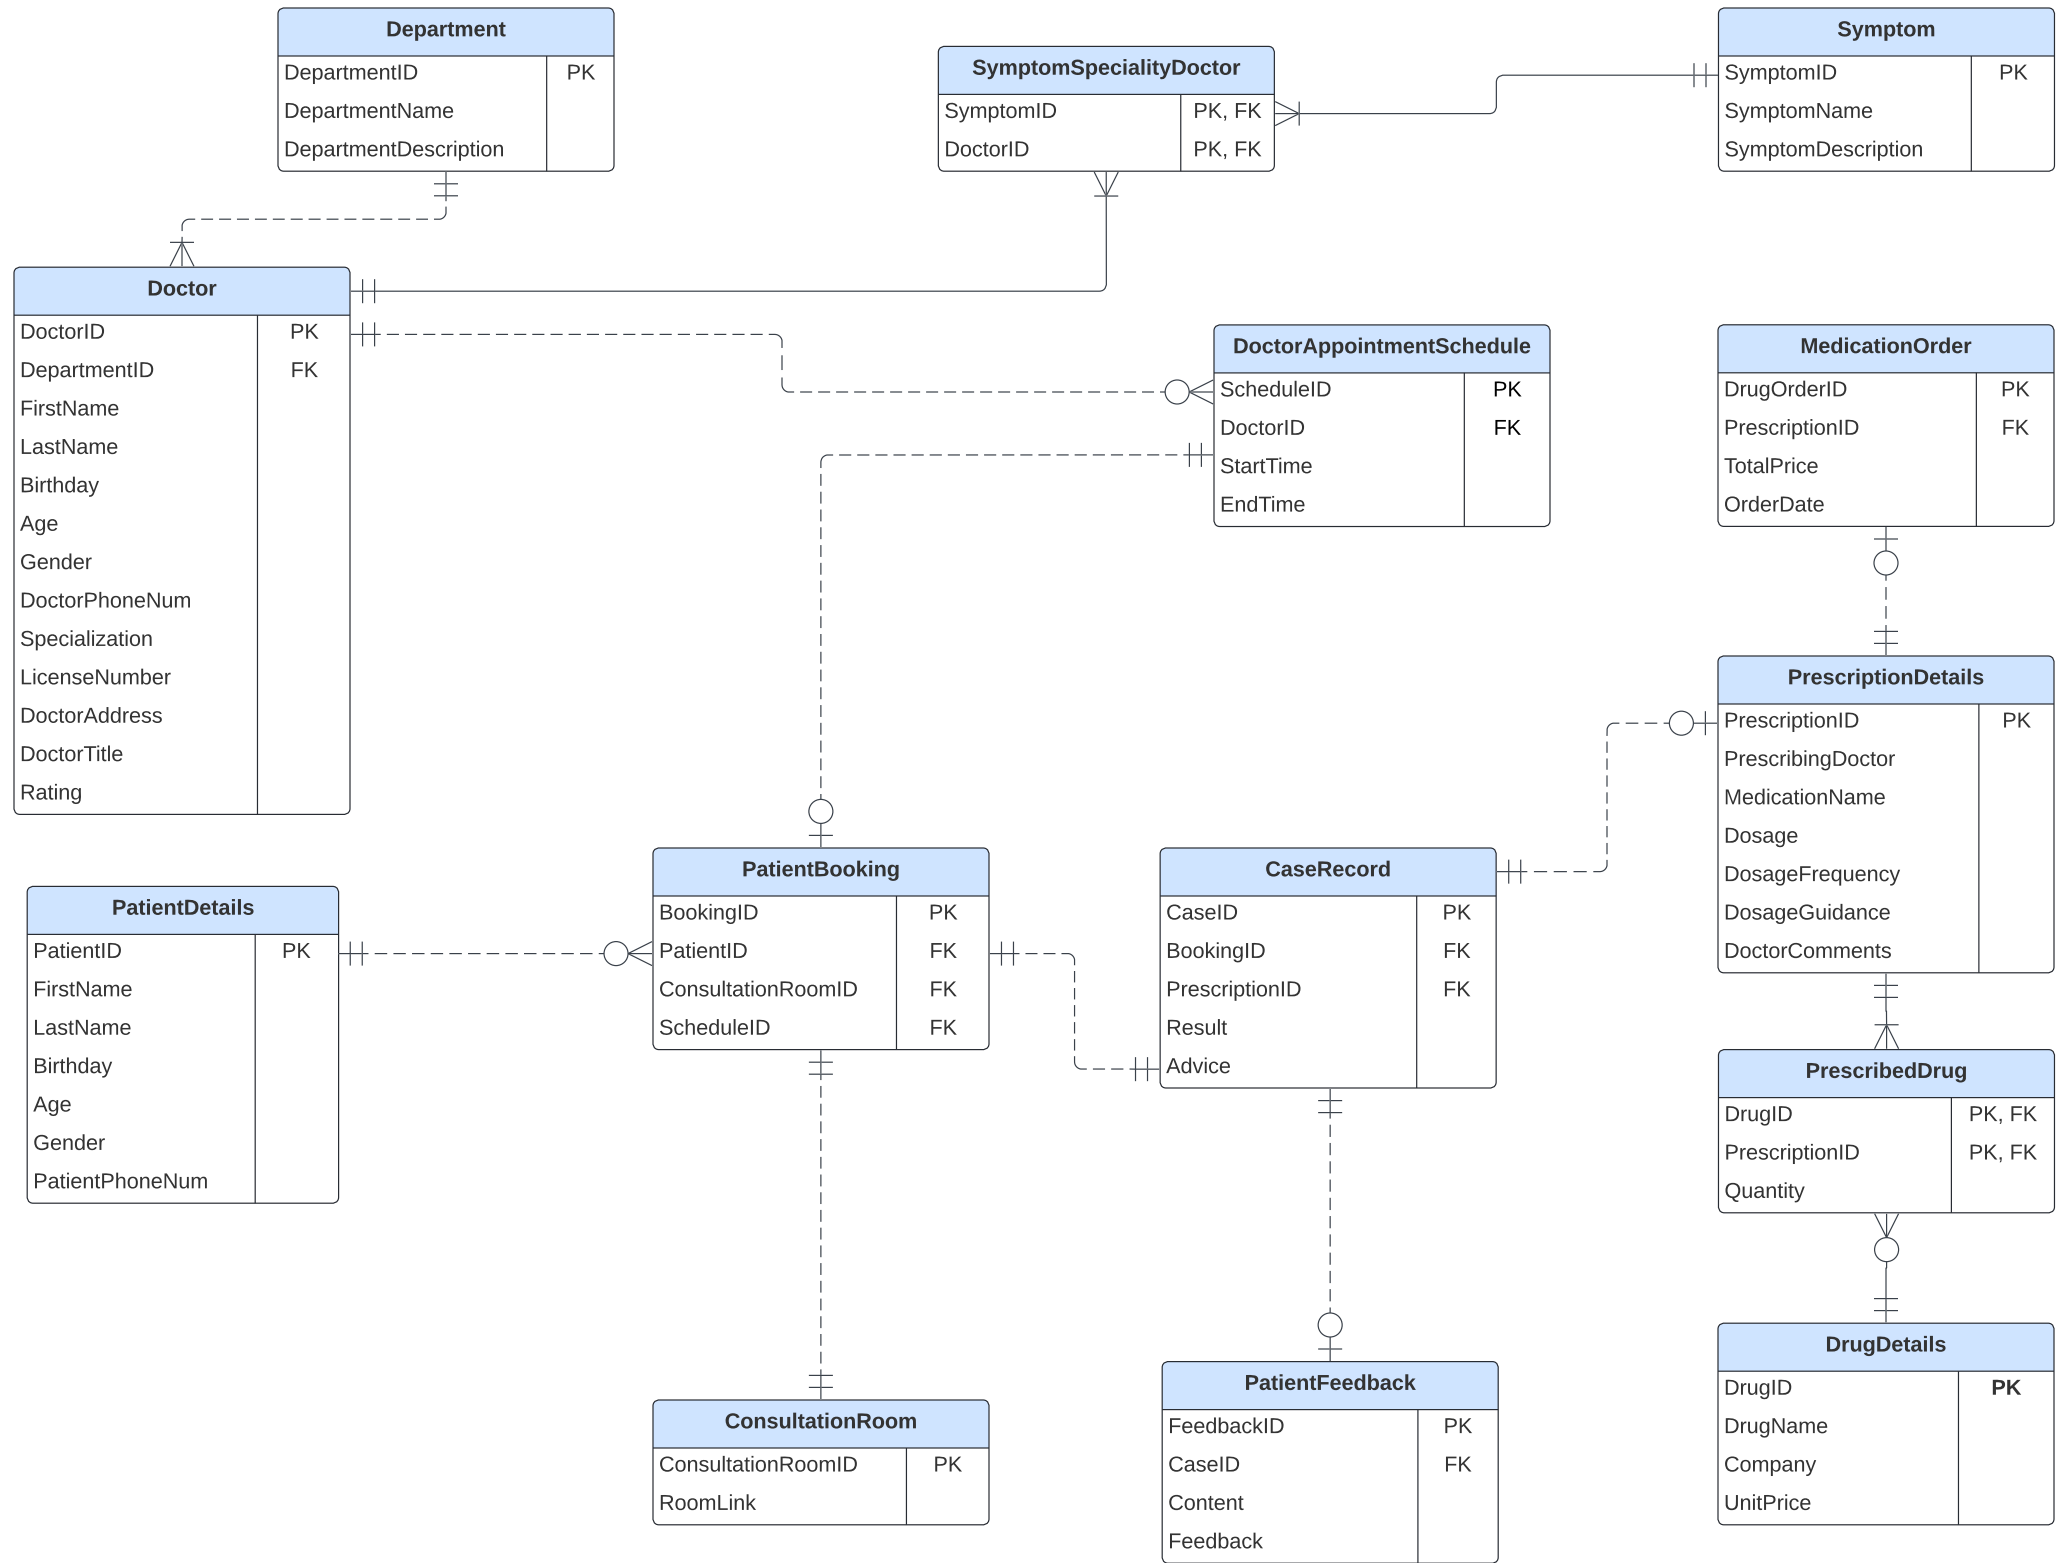 Department
DepartmentID PK
DepartmentName
DepartmentDescription
SymptomSpecialityDoctor
SymptomID PK, FK
DoctorID PK, FK
Symptom
SymptomID PK
SymptomName
SymptomDescription
Doctor
DoctorID PK
DepartmentID FK
FirstName
LastName
Birthday
Age
Gender
DoctorPhoneNum
Specialization
LicenseNumber
DoctorAddress
DoctorTitle
Rating
DoctorAppointmentSchedule
ScheduleID PK
DoctorID FK
StartTime
EndTime
MedicationOrder
DrugOrderID PK
PrescriptionID FK
TotalPrice
OrderDate
PrescriptionDetails
PrescriptionID PK
PrescribingDoctor
MedicationName
Dosage
DosageFrequency
DosageGuidance
DoctorComments
PatientDetails
PatientID PK
FirstName
LastName
Birthday
Age
Gender
PatientPhoneNum
PatientBooking
BookingID PK
PatientID FK
ConsultationRoomID FK
ScheduleID FK
CaseRecord
CaseID PK
BookingID FK
PrescriptionID FK
Result
Advice
PrescribedDrug
DrugID PK, FK
PrescriptionID PK, FK
Quantity
ConsultationRoom
ConsultationRoomID PK
RoomLink
PatientFeedback
FeedbackID PK
CaseID FK
Content
Feedback
DrugDetails
DrugID PK
DrugName
Company
UnitPrice